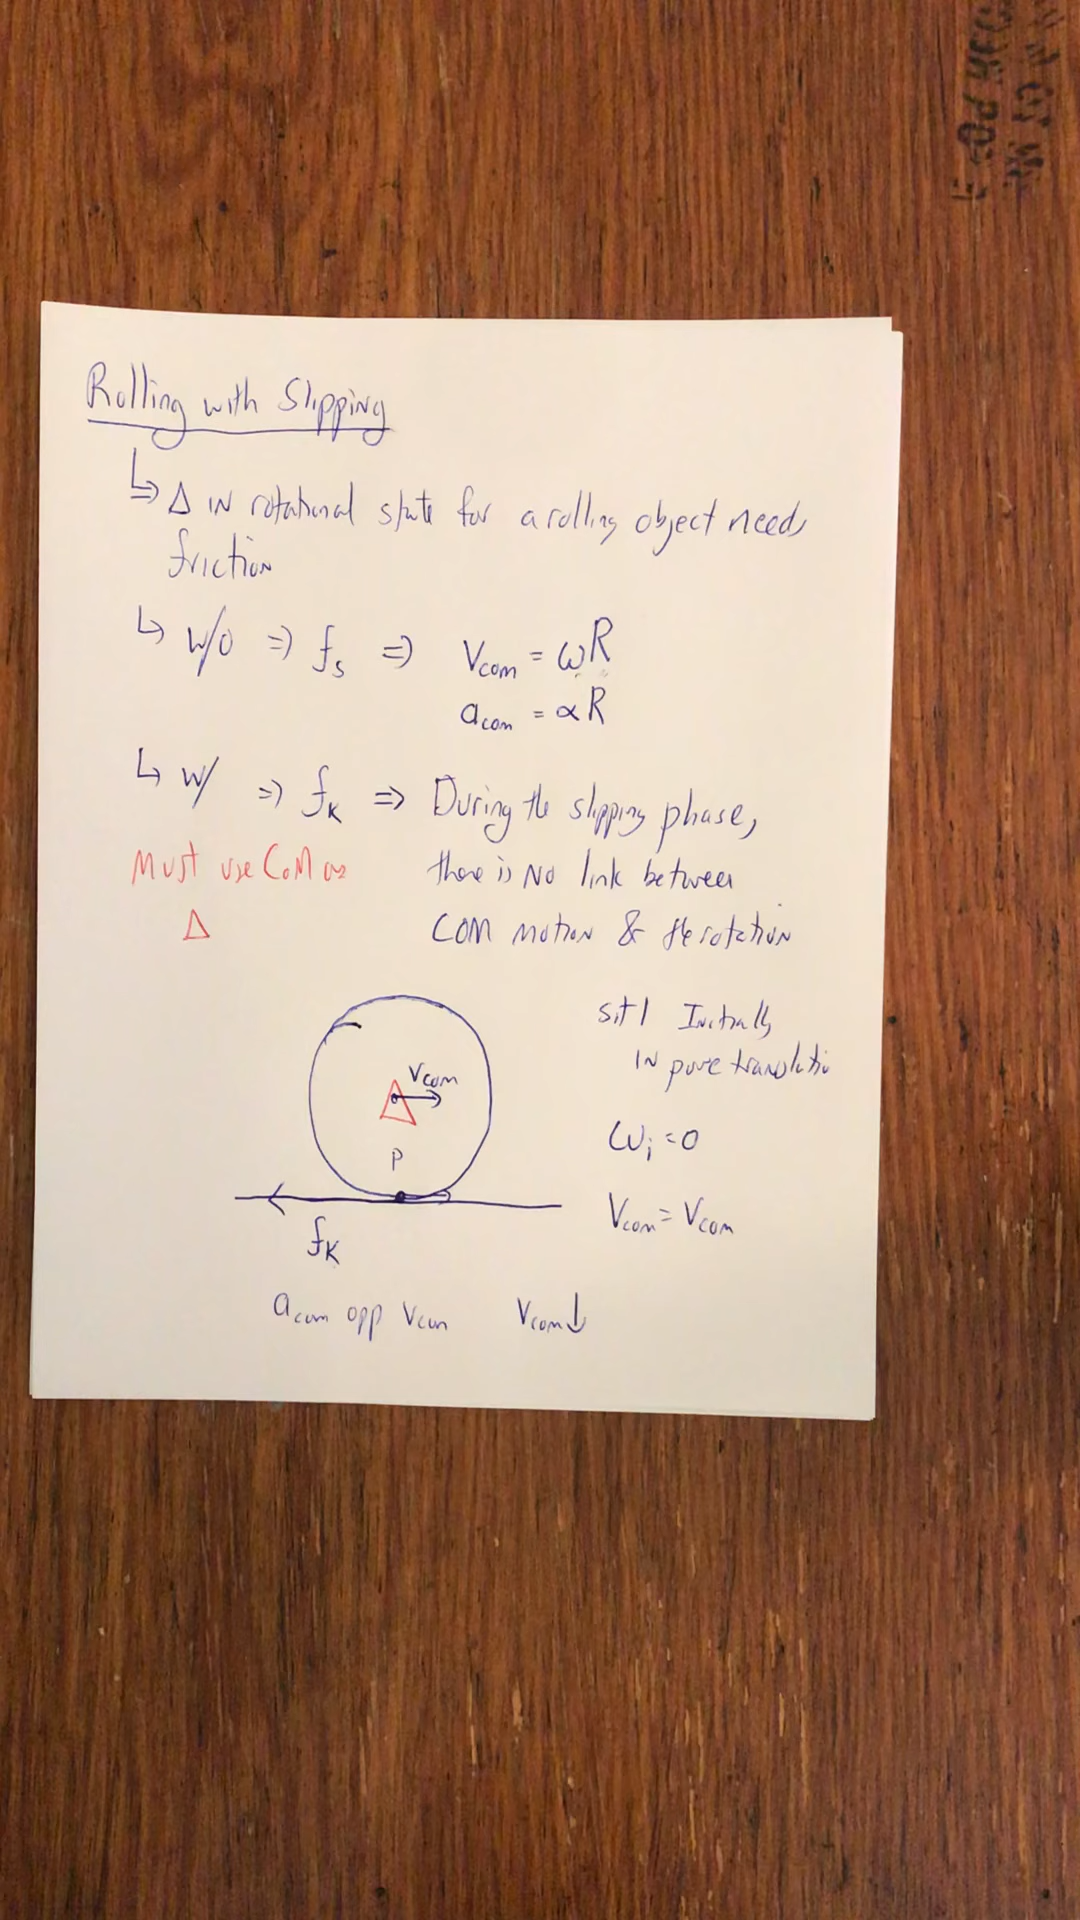 Rolling with Slipping
↳ Δ IN rotational state for a rolling object needs
friction
↳ w/o ⇒ fs ⇒ Vcom = ωR
acom = αR
↳ w/ ⇒ fK ⇒ During the slipping phase,
Must use CoM as there is No link between
Δ COM motion & the rotation
sit 1 Initially
IN pure translatio
Vcom
P
ωi = 0
fK
Vcom = Vcom
acom opp Vcom Vcom↓